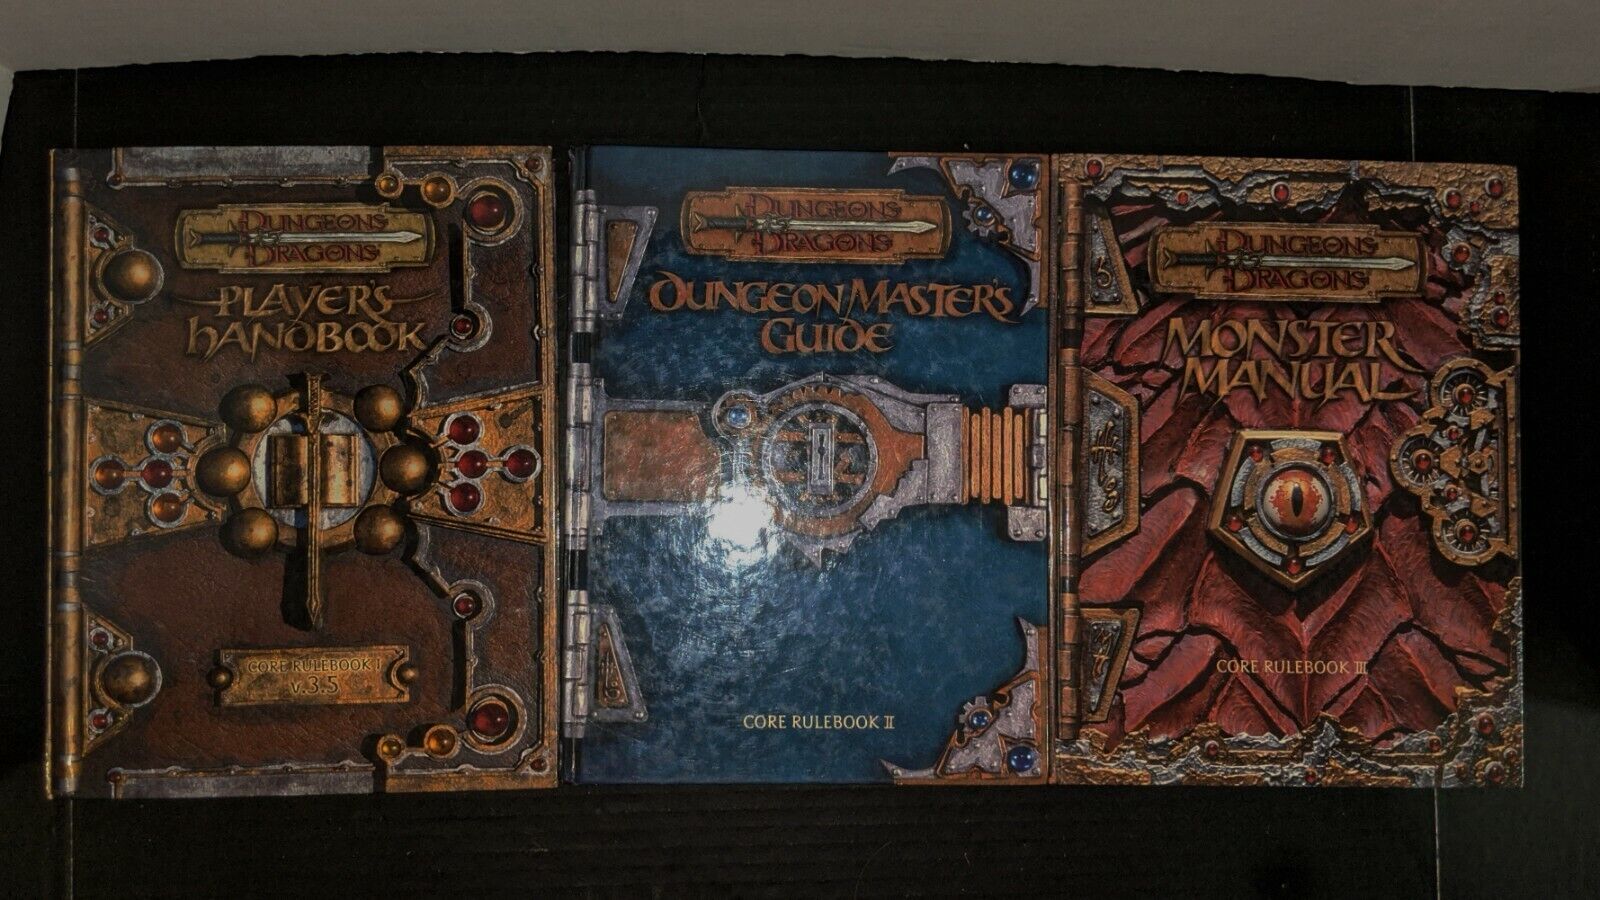 DUNGEONS
& DRAGONS
PLAYER'S
HANDBOOK
CORE RULEBOOK I
v.3.5
DUNGEONS
& DRAGONS
DUNGEON MASTER'S
GUIDE
CORE RULEBOOK II
DUNGEONS
& DRAGONS
MONSTER
MANUAL
CORE RULEBOOK III